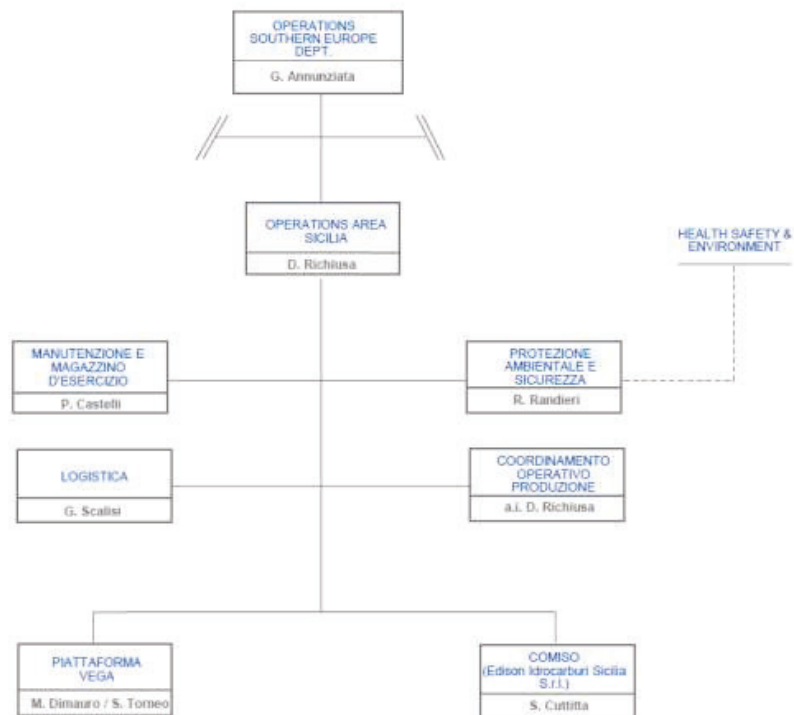 OPERATIONS
SOUTHERN EUROPE
DEPT.
G. Annunziata
OPERATIONS AREA
SICILIA
D. Richiusa
HEALTH SAFETY &
ENVIRONMENT
MANUTENZIONE E
MAGAZZINO
D'ESERCIZIO
P. Castelli
PROTEZIONE
AMBIENTALE E
SICUREZZA
R. Randieri
LOGISTICA
G. Scalisi
COORDINAMENTO
OPERATIVO
PRODUZIONE
a.i. D. Richiusa
PIATTAFORMA
VEGA
M. Dimauro / S. Torneo
COMISO
(Edison Idrocarburi Sicilia
S.r.l.)
S. Cuttitta